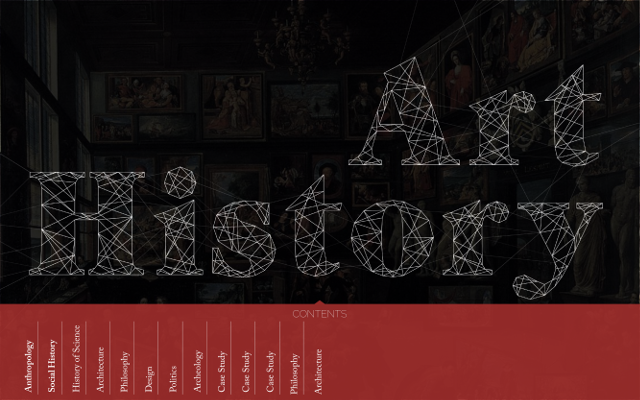 Art
History
CONTENTS
Anthropology
Social History
History of Science
Architecture
Philosophy
Design
Politics
Archeology
Case Study
Case Study
Case Study
Philosophy
Architecture